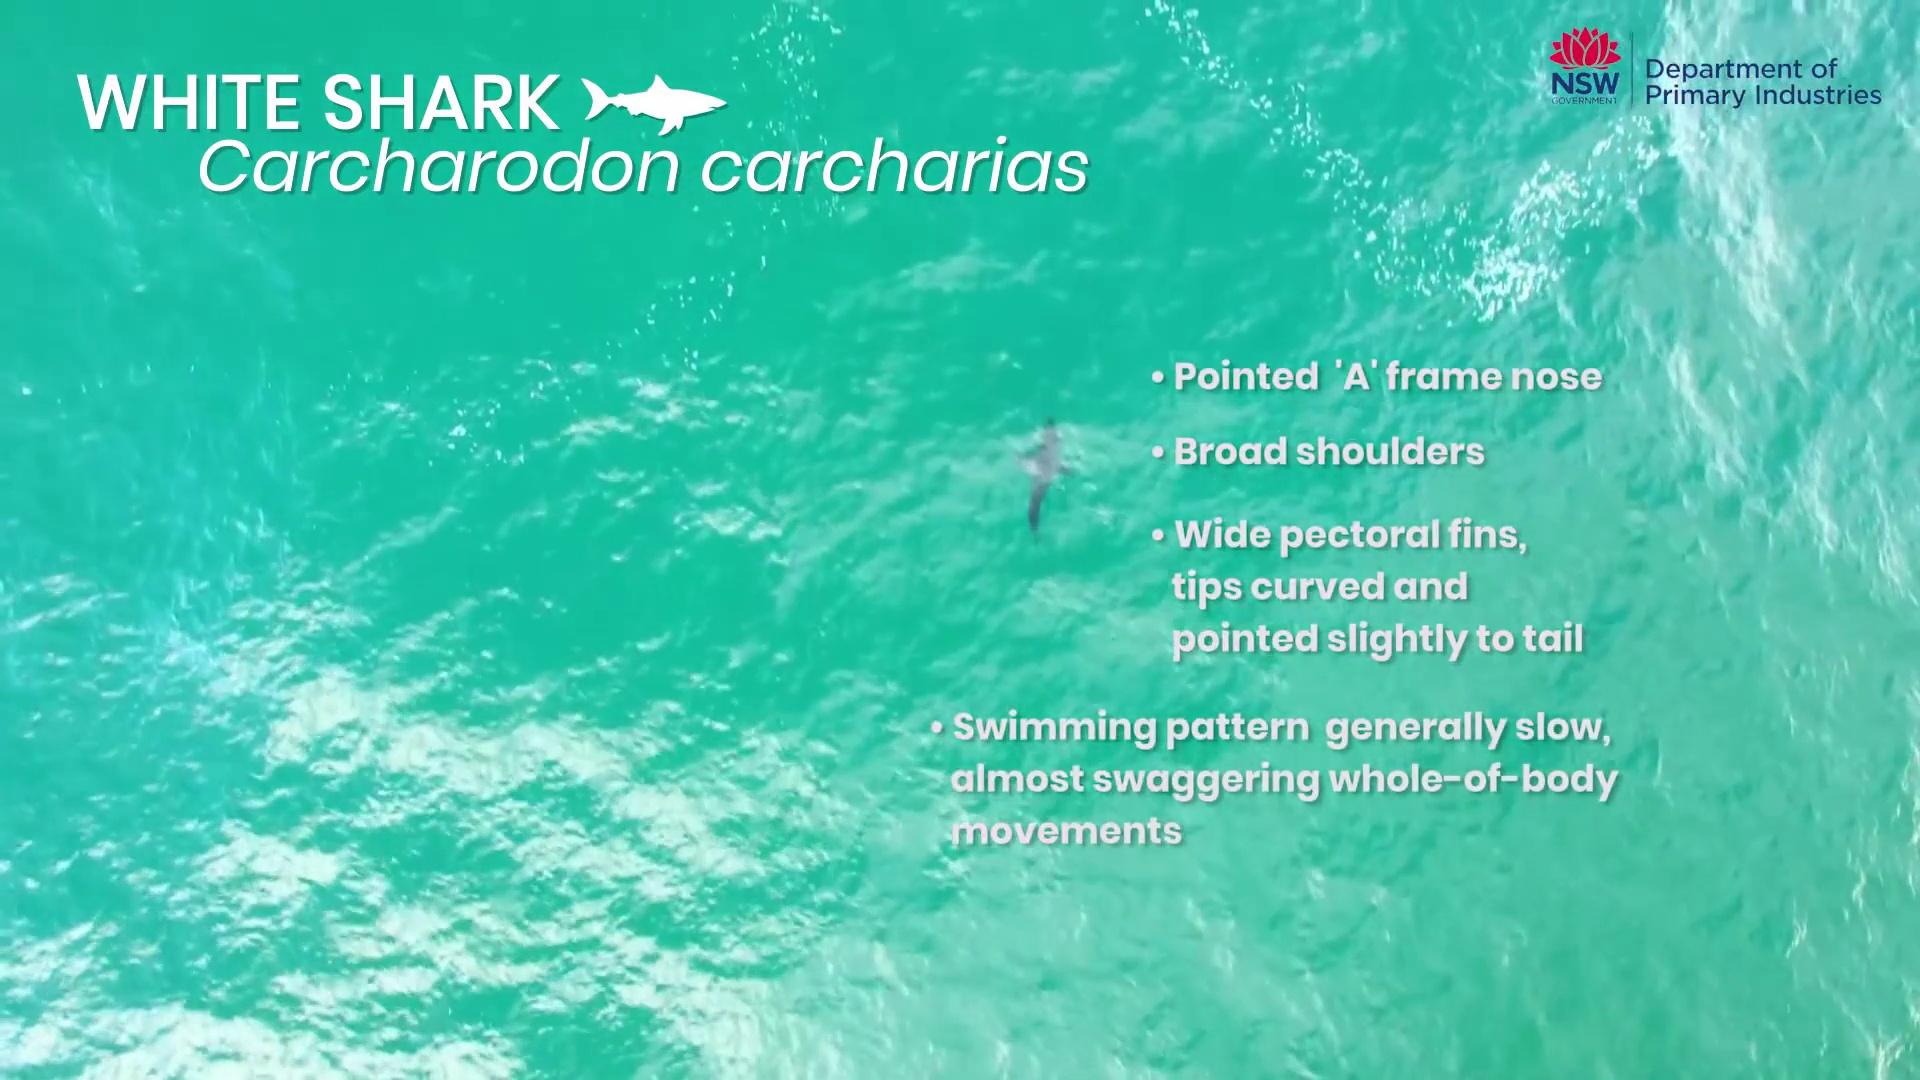 WHITE SHARK
Carcharodon carcharias
NSW
GOVERNMENT
Department of
Primary Industries
• Pointed 'A' frame nose
• Broad shoulders
• Wide pectoral fins,
tips curved and
pointed slightly to tail
• Swimming pattern generally slow,
almost swaggering whole-of-body
movements